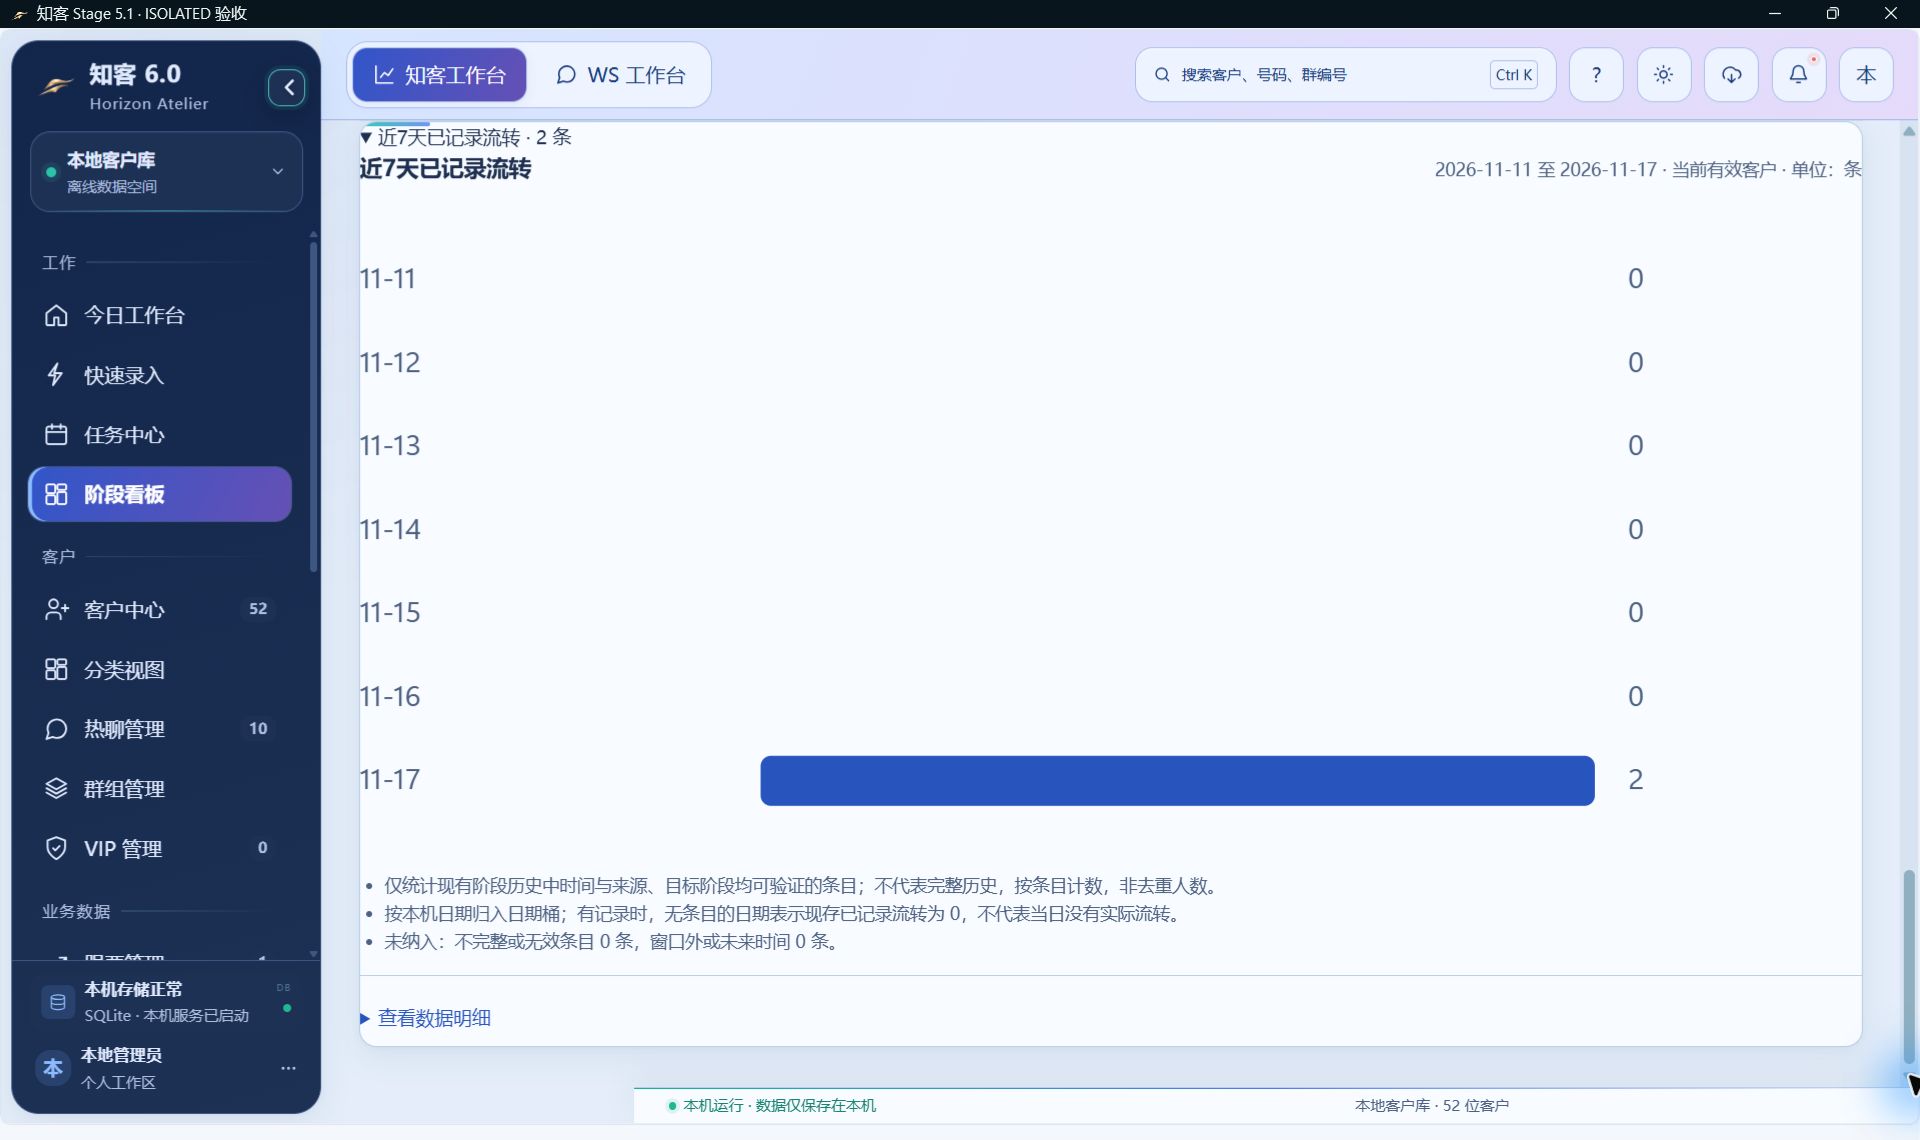 知客 Stage 5.1 · ISOLATED 验收
知客 6.0
Horizon Atelier
本地客户库
离线数据空间
工作
今日工作台
快速录入
任务中心
阶段看板
客户
客户中心 52
分类视图
热聊管理 10
群组管理
VIP 管理 0
业务数据
本机存储正常 DB
SQLite · 本机服务已启动
本 本地管理员
个人工作区
知客工作台 WS 工作台
搜索客户、号码、群编号 Ctrl K ? 本
近7天已记录流转 · 2 条
近7天已记录流转 2026-11-11 至 2026-11-17 · 当前有效客户 · 单位：条
11-11 0
11-12 0
11-13 0
11-14 0
11-15 0
11-16 0
11-17 2
仅统计现有阶段历史中时间与来源、目标阶段均可验证的条目；不代表完整历史，按条目计数，非去重人数。
按本机日期归入日期桶；有记录时，无条目的日期表示现存已记录流转为 0，不代表当日没有实际流转。
未纳入：不完整或无效条目 0 条，窗口外或未来时间 0 条。
查看数据明细
本机运行 · 数据仅保存在本机 本地客户库 · 52 位客户